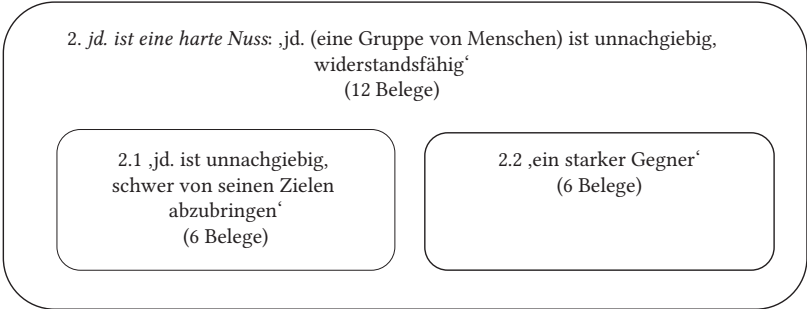 2. jd. ist eine harte Nuss: ‚jd. (eine Gruppe von Menschen) ist unnachgiebig,
widerstandsfähig‘
(12 Belege)
2.1 ‚jd. ist unnachgiebig,
schwer von seinen Zielen
abzubringen‘
(6 Belege)
2.2 ‚ein starker Gegner‘
(6 Belege)